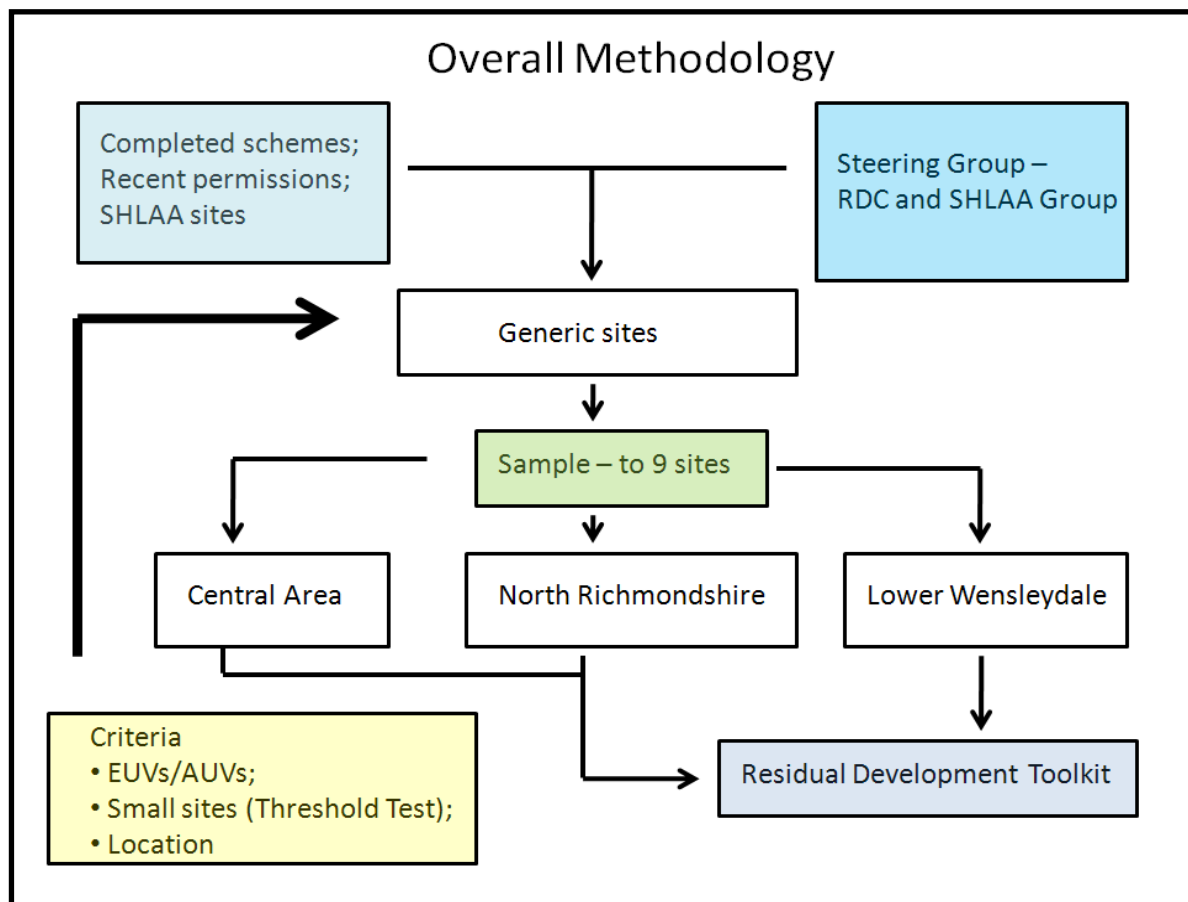 Overall Methodology
Completed schemes;
Recent permissions;
SHLAA sites
Steering Group –
RDC and SHLAA Group
Generic sites
Sample – to 9 sites
Central Area
North Richmondshire
Lower Wensleydale
Criteria
• EUVs/AUVs;
• Small sites (Threshold Test);
• Location
Residual Development Toolkit